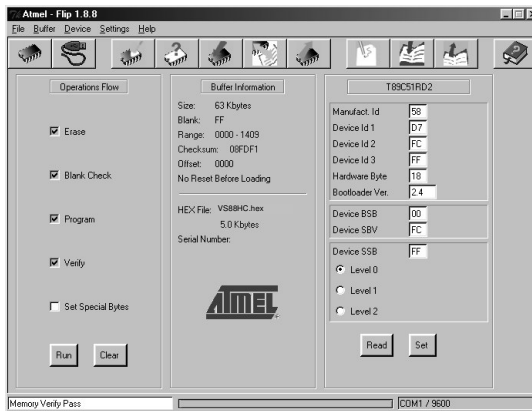 Atmel - Flip 1.8.8
File Buffer Device Settings Help
Operations Flow
Erase
Blank Check
Program
Verify
Set Special Bytes
Run Clear
Buffer Information
Size: 63 Kbytes
Blank: FF
Range: 0000 - 1409
Checksum: 08FDF1
Offset: 0000
No Reset Before Loading
HEX File: VS88HC.hex
5.0 Kbytes
Serial Number:
ATMEL
T89C51RD2
Manufact. Id 58
Device Id 1 D7
Device Id 2 FC
Device Id 3 FF
Hardware Byte 18
Bootloader Ver. 2.4
Device BSB 00
Device SBV FC
Device SSB FF
Level 0
Level 1
Level 2
Read Set
Memory Verify Pass
COM1 / 9600